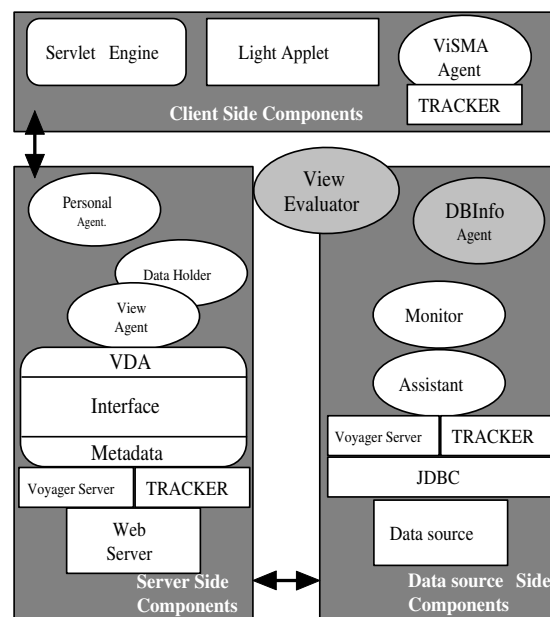 Servlet Engine
Light Applet
ViSMA
Agent
TRACKER
Client Side Components
Personal
Agent.
Data Holder
View
Agent
VDA
Interface
Metadata
Voyager Server
TRACKER
Web
Server
Server Side
Components
View
Evaluator
DBInfo
Agent
Monitor
Assistant
Voyager Server
TRACKER
JDBC
Data source
Data source Side
Components